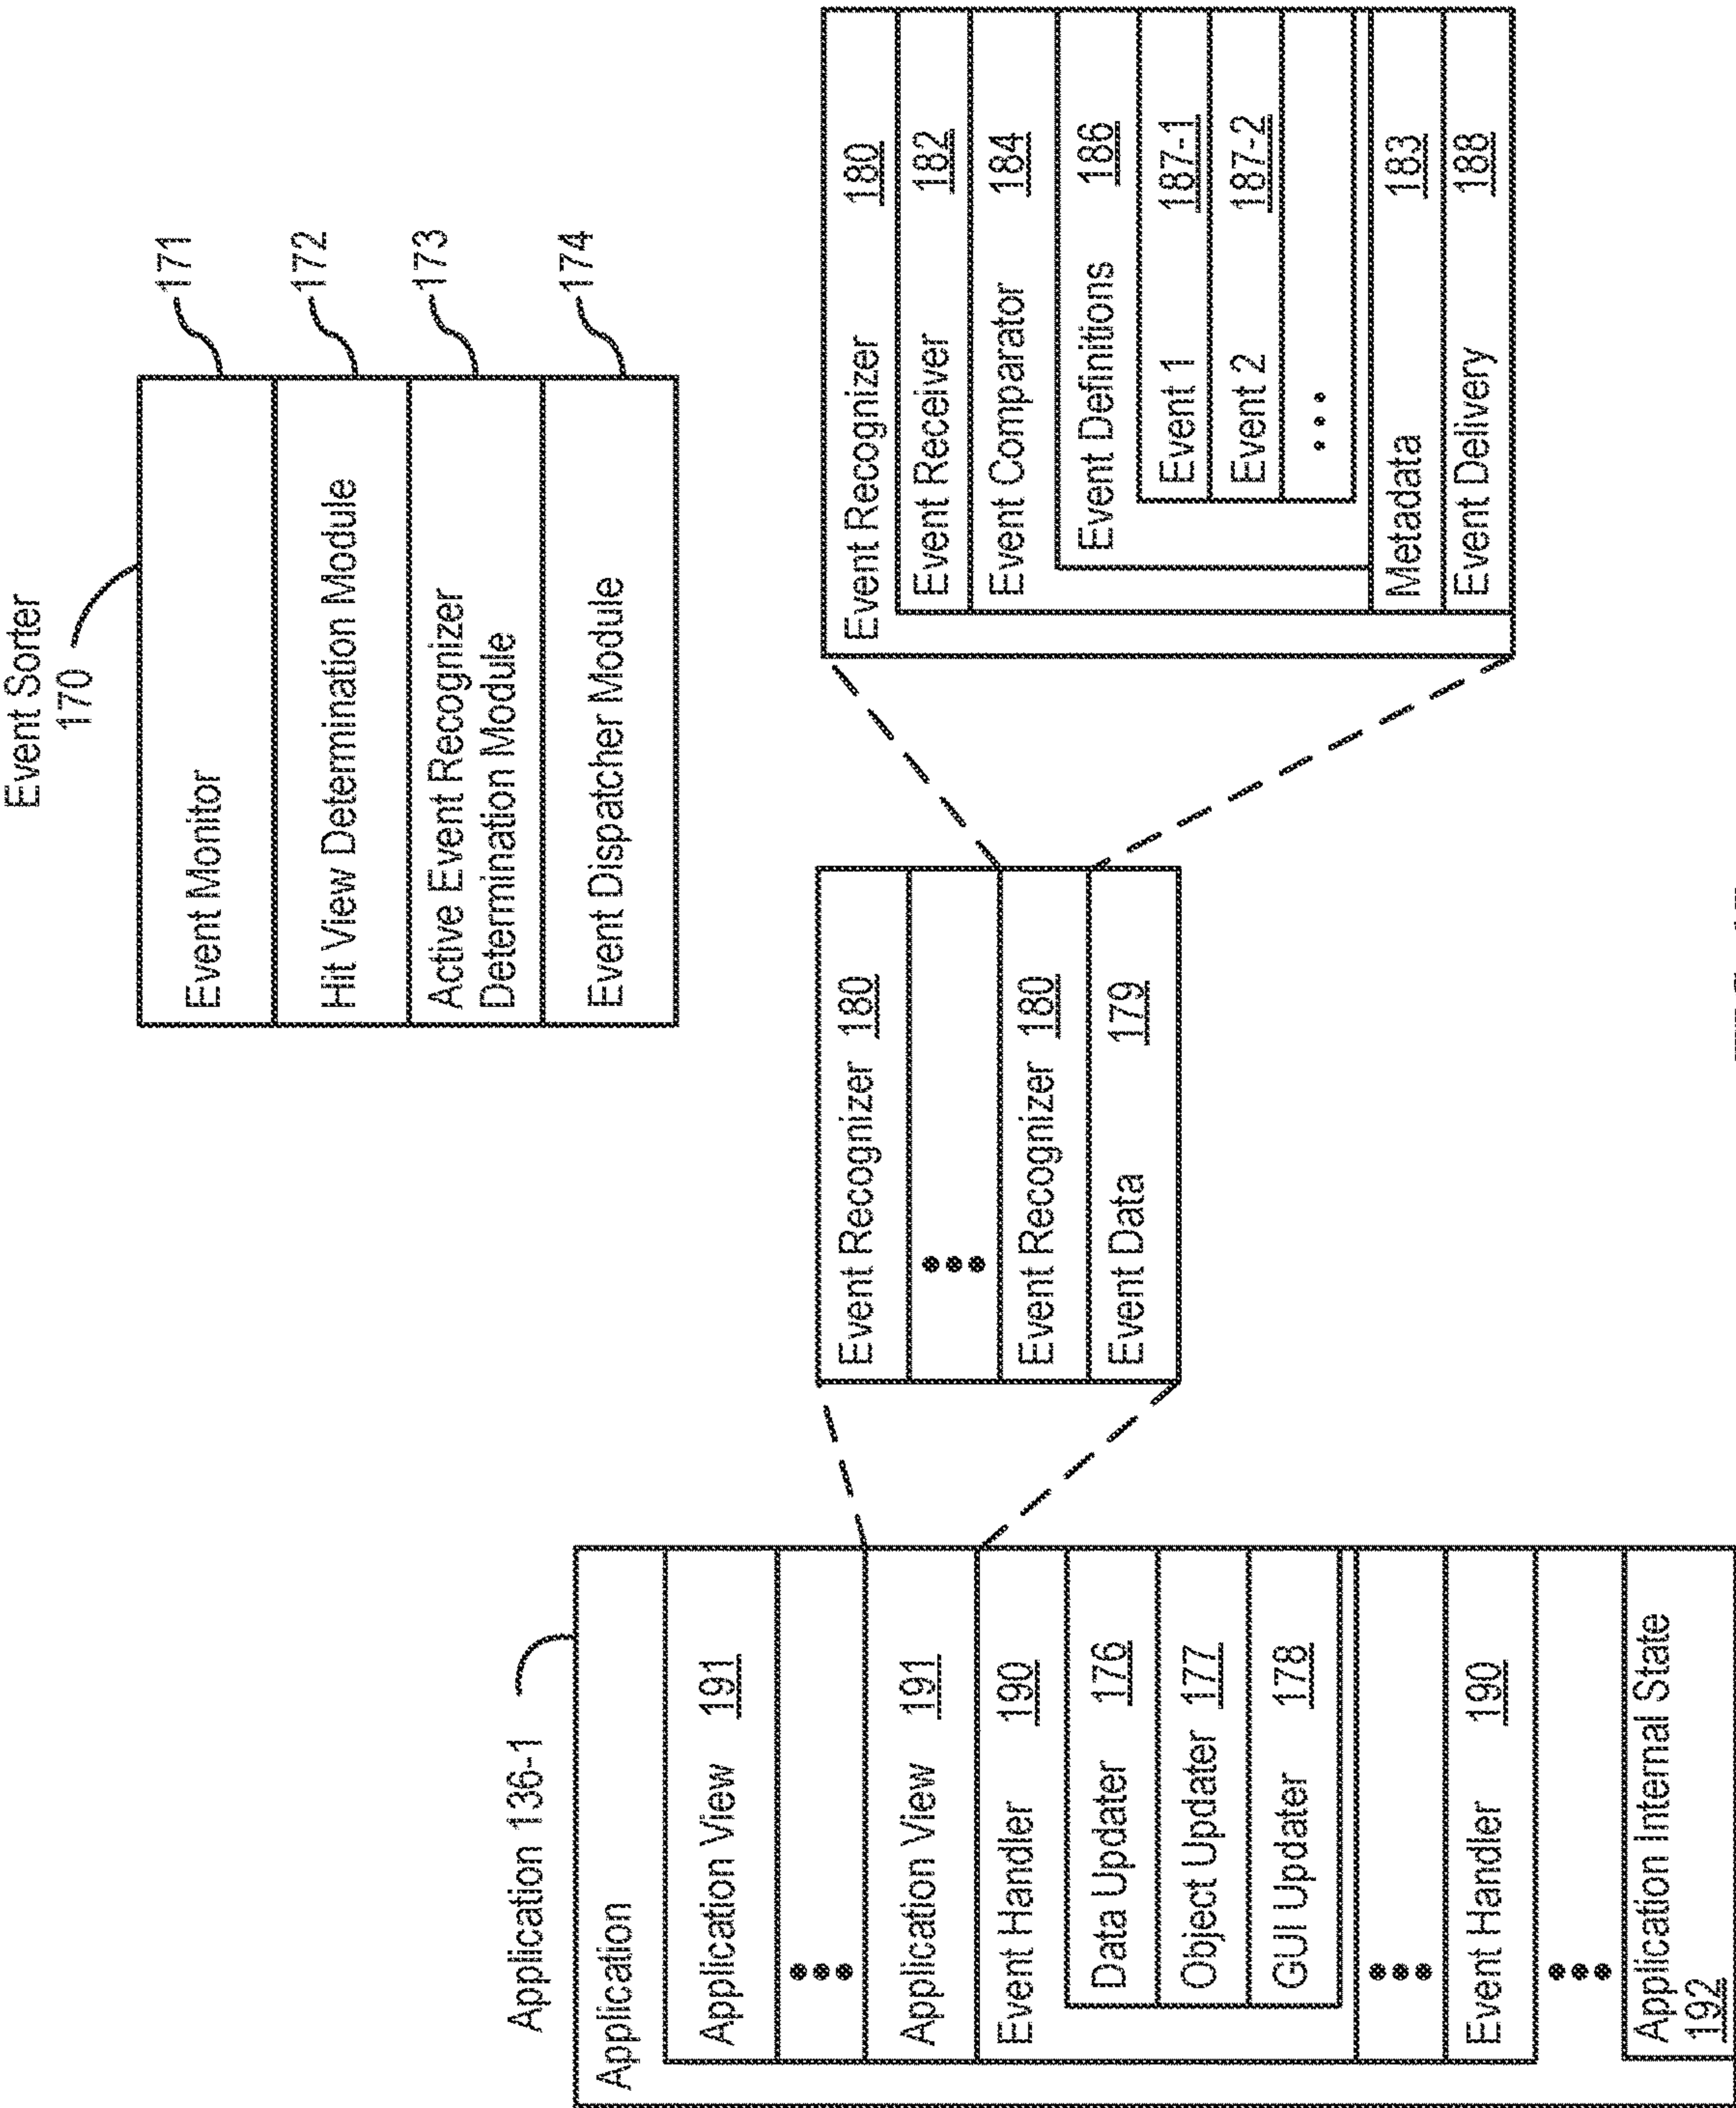 Event Sorter
170
Event Monitor
171
Hit View Determination Module
172
Active Event Recognizer
Determination Module
173
Event Dispatcher Module
174
Application 136-1
Application
Application View 191
•••
Application View 191
Event Handler 190
Data Updater 176
Object Updater 177
GUI Updater 178
•••
Event Handler 190
•••
Application Internal State
192
Event Recognizer 180
•••
Event Recognizer 180
Event Data 179
Event Recognizer 180
Event Receiver 182
Event Comparator 184
Event Definitions 186
Event 1 187-1
Event 2 187-2
•••
Metadata 183
Event Delivery 188